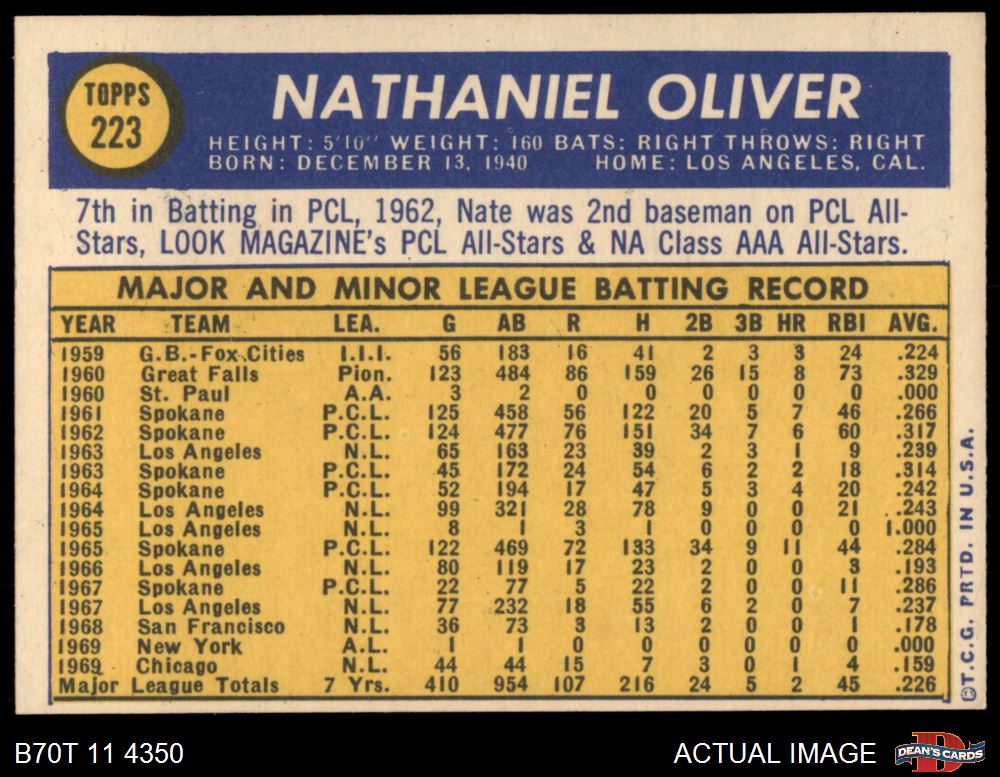 TOPPS
223
NATHANIEL OLIVER
HEIGHT: 5'10" WEIGHT: 160 BATS: RIGHT THROWS: RIGHT
BORN: DECEMBER 13, 1940 HOME: LOS ANGELES, CAL.
7th in Batting in PCL, 1962, Nate was 2nd baseman on PCL All-
Stars, LOOK MAGAZINE's PCL All-Stars & NA Class AAA All-Stars.
MAJOR AND MINOR LEAGUE BATTING RECORD
YEAR TEAM LEA. G AB R H 2B 3B HR RBI AVG.
1959 G.B.-Fox Cities I.I.I. 56 183 16 41 2 3 3 24 .224
1960 Great Falls Pion. 123 484 86 159 26 15 8 73 .329
1960 St. Paul A.A. 3 2 0 0 0 0 0 0 .000
1961 Spokane P.C.L. 125 458 56 122 20 5 7 46 .266
1962 Spokane P.C.L. 124 477 76 151 34 7 6 60 .317
1963 Los Angeles N.L. 65 163 23 39 2 3 1 9 .239
1963 Spokane P.C.L. 45 172 24 54 6 2 2 18 .314
1964 Spokane P.C.L. 52 194 17 47 5 3 4 20 .242
1964 Los Angeles N.L. 99 321 28 78 9 0 0 21 .243
1965 Los Angeles N.L. 8 1 3 1 0 0 0 0 1.000
1965 Spokane P.C.L. 122 469 72 133 34 9 11 44 .284
1966 Los Angeles N.L. 80 119 17 23 2 0 0 3 .193
1967 Spokane P.C.L. 22 77 5 22 2 0 0 11 .286
1967 Los Angeles N.L. 77 232 18 55 6 2 0 7 .237
1968 San Francisco N.L. 36 73 3 13 2 0 0 1 .178
1969 New York A.L. 1 1 0 0 0 0 0 0 .000
1969 Chicago N.L. 44 44 15 7 3 0 1 4 .159
Major League Totals 7 Yrs. 410 954 107 216 24 5 2 45 .226
©T.C.G. PRTD. IN U.S.A.
B70T 11 4350
ACTUAL IMAGE
DEAN'S CARDS